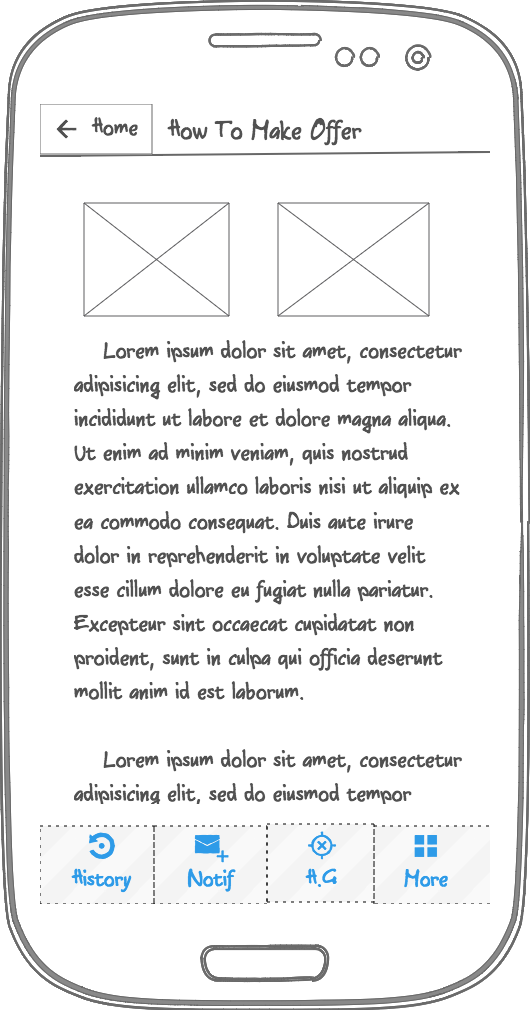 Home How To Make Offer
Lorem ipsum dolor sit amet, consectetur
adipisicing elit, sed do eiusmod tempor
incididunt ut labore et dolore magna aliqua.
Ut enim ad minim veniam, quis nostrud
exercitation ullamco laboris nisi ut aliquip ex
ea commodo consequat. Duis aute irure
dolor in reprehenderit in voluptate velit
esse cillum dolore eu fugiat nulla pariatur.
Excepteur sint occaecat cupidatat non
proident, sunt in culpa qui officia deserunt
mollit anim id est laborum.
Lorem ipsum dolor sit amet, consectetur
adipisicing elit, sed do eiusmod tempor
History Notif H.G More